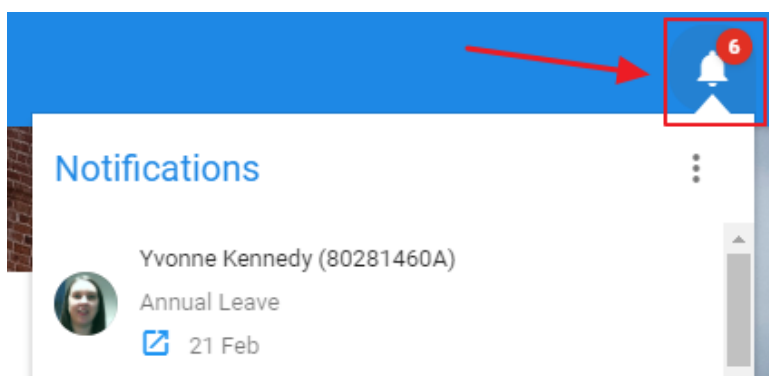 6
Notifications
Yvonne Kennedy (80281460A)
Annual Leave
21 Feb